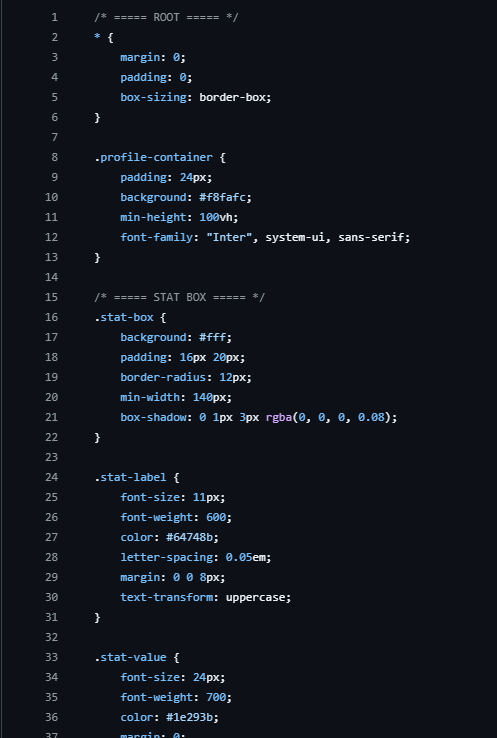 1 /* ===== ROOT ===== */
2 * {
3 margin: 0;
4 padding: 0;
5 box-sizing: border-box;
6 }
7
8 .profile-container {
9 padding: 24px;
10 background: #f8fafc;
11 min-height: 100vh;
12 font-family: "Inter", system-ui, sans-serif;
13 }
14
15 /* ===== STAT BOX ===== */
16 .stat-box {
17 background: #fff;
18 padding: 16px 20px;
19 border-radius: 12px;
20 min-width: 140px;
21 box-shadow: 0 1px 3px rgba(0, 0, 0, 0.08);
22 }
23
24 .stat-label {
25 font-size: 11px;
26 font-weight: 600;
27 color: #64748b;
28 letter-spacing: 0.05em;
29 margin: 0 0 8px;
30 text-transform: uppercase;
31 }
32
33 .stat-value {
34 font-size: 24px;
35 font-weight: 700;
36 color: #1e293b;
37 margin: 0;